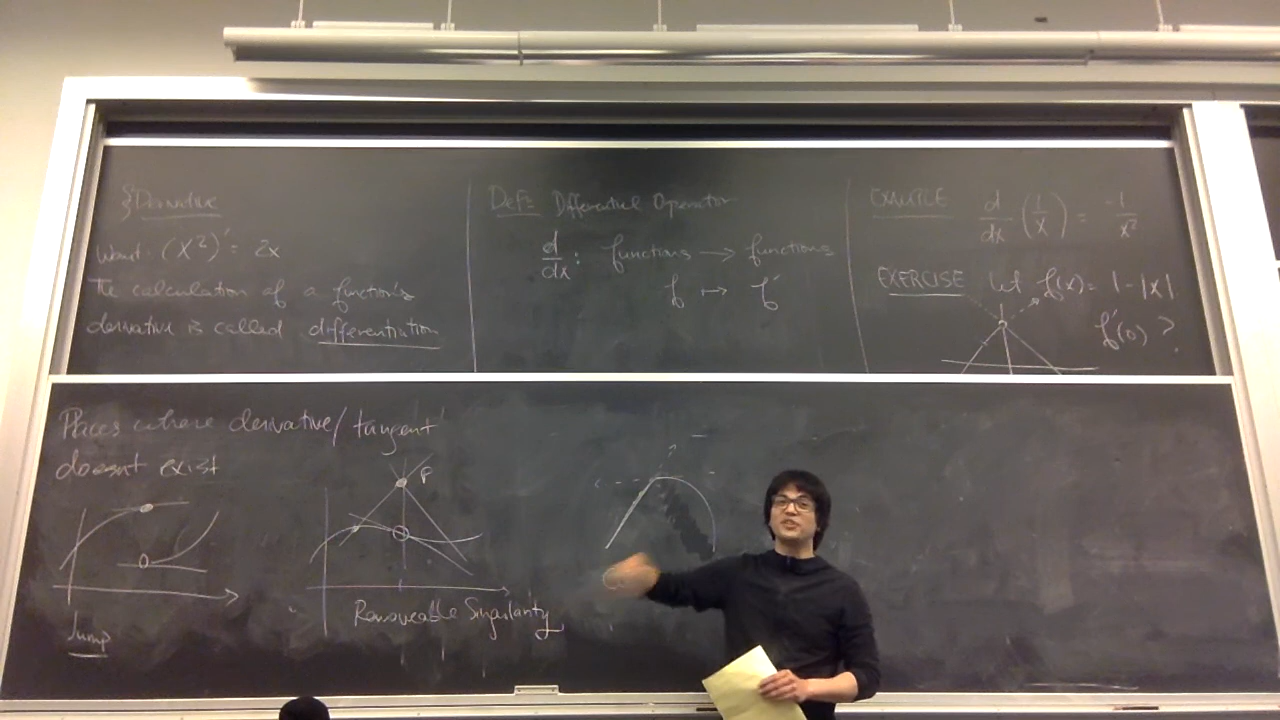 § Derivative
Want (x²)' = 2x
The calculation of a function's
derivative is called differentiation
Def: Differential Operator
d/dx : functions → functions
f ↦ f'
EXAMPLE d/dx (1/x) = -1/x²
EXERCISE Let f(x) = 1-|x|.
f'(0) ?
Places where derivative/tangent
doesnt exist
P
Jump
Removeable Singularity